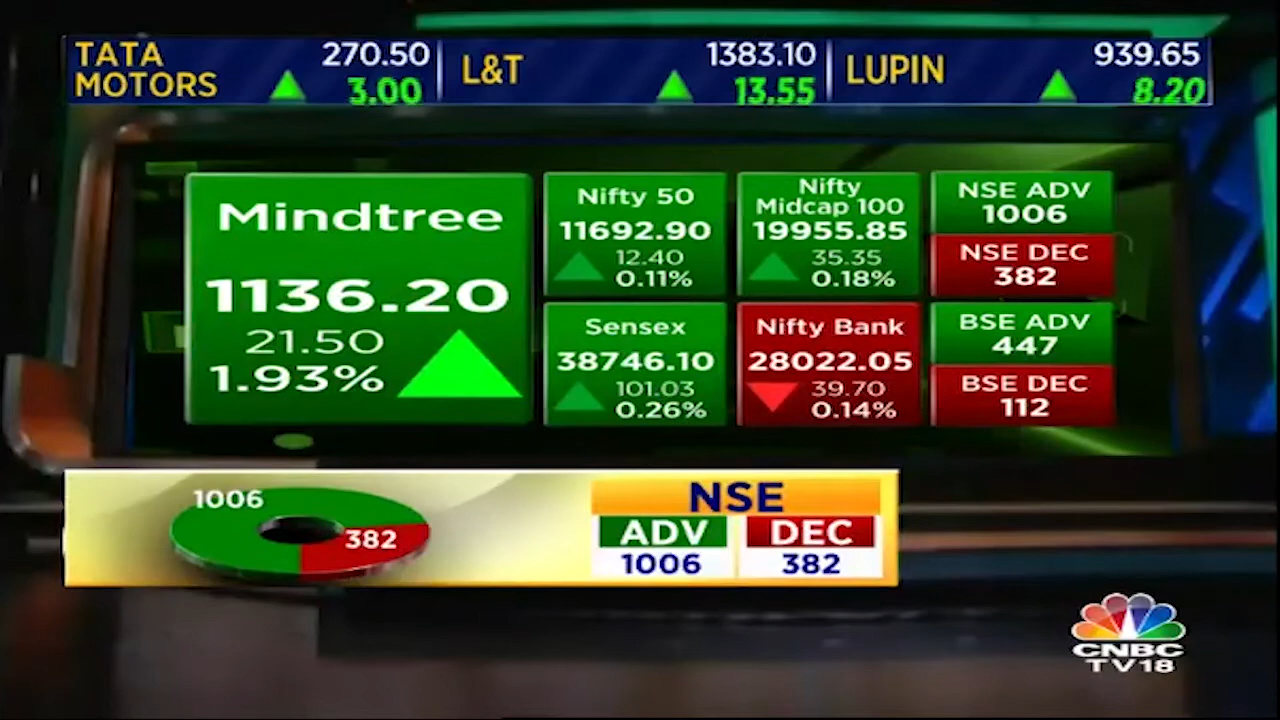 TATA MOTORS 270.50 3.00
L&T 1383.10 13.55
LUPIN 939.65 8.20
Mindtree
1136.20
21.50
1.93%
Nifty 50
11692.90
12.40
0.11%
Nifty
Midcap 100
19955.85
35.35
0.18%
NSE ADV
1006
NSE DEC
382
Sensex
38746.10
101.03
0.26%
Nifty Bank
28022.05
39.70
0.14%
BSE ADV
447
BSE DEC
112
1006
382
NSE
ADV DEC
1006 382
CNBC
TV18